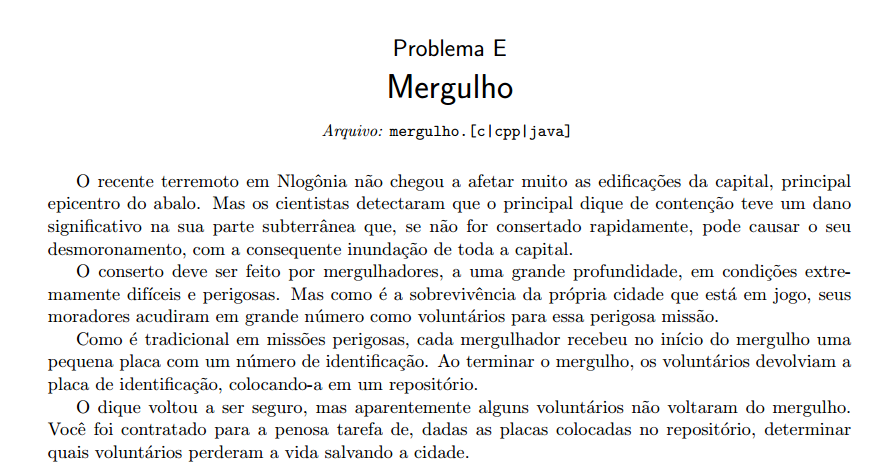 Problema E
Mergulho
Arquivo: mergulho.[c|cpp|java]
O recente terremoto em Nlogônia não chegou a afetar muito as edificações da capital, principal
epicentro do abalo. Mas os cientistas detectaram que o principal dique de contenção teve um dano
significativo na sua parte subterrânea que, se não for consertado rapidamente, pode causar o seu
desmoronamento, com a consequente inundação de toda a capital.
O conserto deve ser feito por mergulhadores, a uma grande profundidade, em condições extre-
mamente difíceis e perigosas. Mas como é a sobrevivência da própria cidade que está em jogo, seus
moradores acudiram em grande número como voluntários para essa perigosa missão.
Como é tradicional em missões perigosas, cada mergulhador recebeu no início do mergulho uma
pequena placa com um número de identificação. Ao terminar o mergulho, os voluntários devolviam a
placa de identificação, colocando-a em um repositório.
O dique voltou a ser seguro, mas aparentemente alguns voluntários não voltaram do mergulho.
Você foi contratado para a penosa tarefa de, dadas as placas colocadas no repositório, determinar
quais voluntários perderam a vida salvando a cidade.